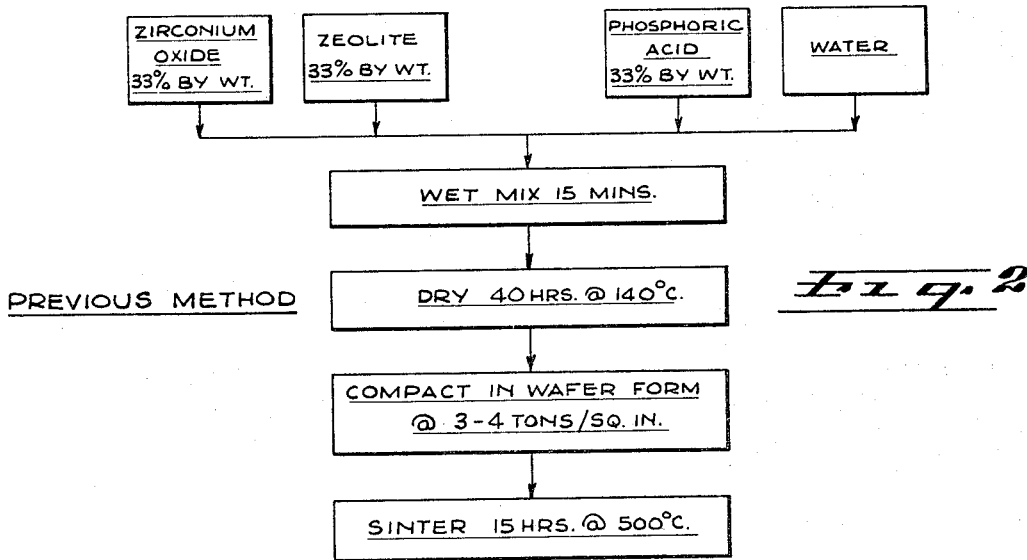 ZIRCONIUM
OXIDE
33% BY WT.
ZEOLITE
33% BY WT.
PHOSPHORIC
ACID
33% BY WT.
WATER
WET MIX 15 MINS.
PREVIOUS METHOD
DRY 40 HRS. @ 140°C.
Fig. 2
COMPACT IN WAFER FORM
@ 3-4 TONS/SQ. IN.
SINTER 15 HRS. @ 500°C.